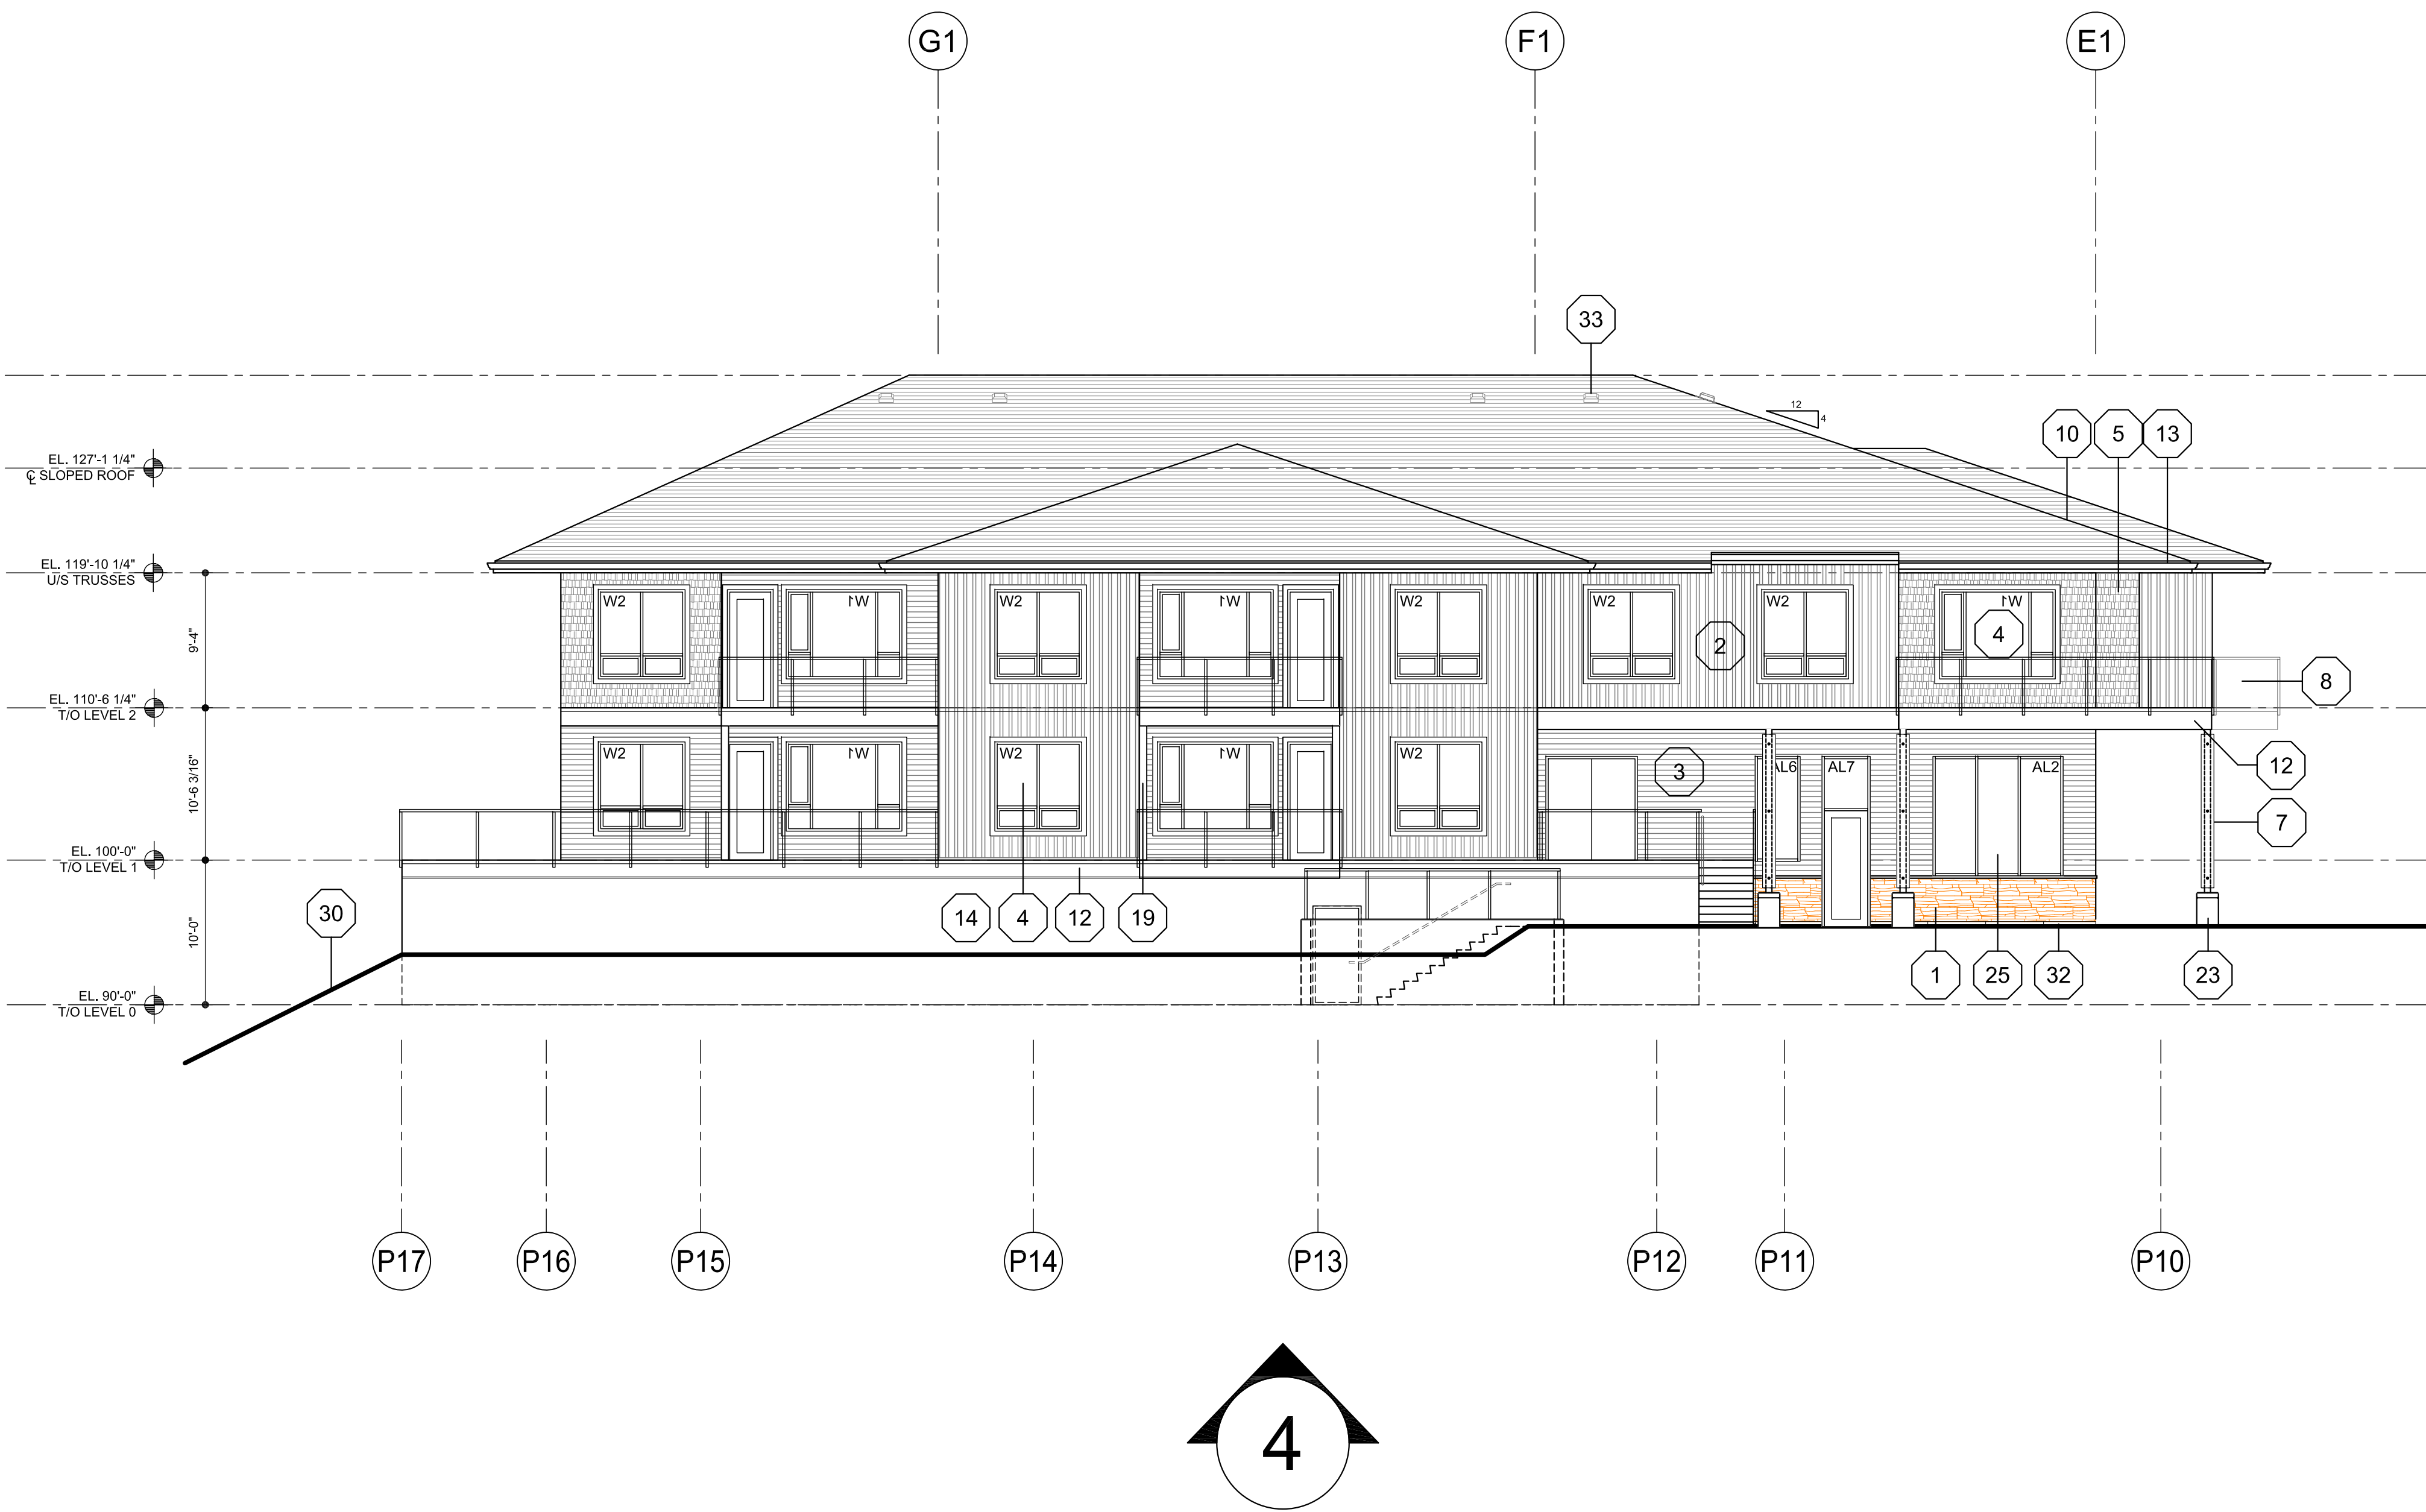 G1
F1
E1
33
12
4
10
5
13
EL. 127'-1 1/4"
℄ SLOPED ROOF
EL. 119'-10 1/4"
U/S TRUSSES
W2
W1
W2
W1
W2
W2
W2
W1
9'-4"
2
4
8
EL. 110'-6 1/4"
T/O LEVEL 2
W2
W1
W2
W1
W2
3
AL6
AL7
AL2
12
7
10'-6 3/16"
EL. 100'-0"
T/O LEVEL 1
30
14
4
12
19
10'-0"
1
25
32
23
EL. 90'-0"
T/O LEVEL 0
P17
P16
P15
P14
P13
P12
P11
P10
4